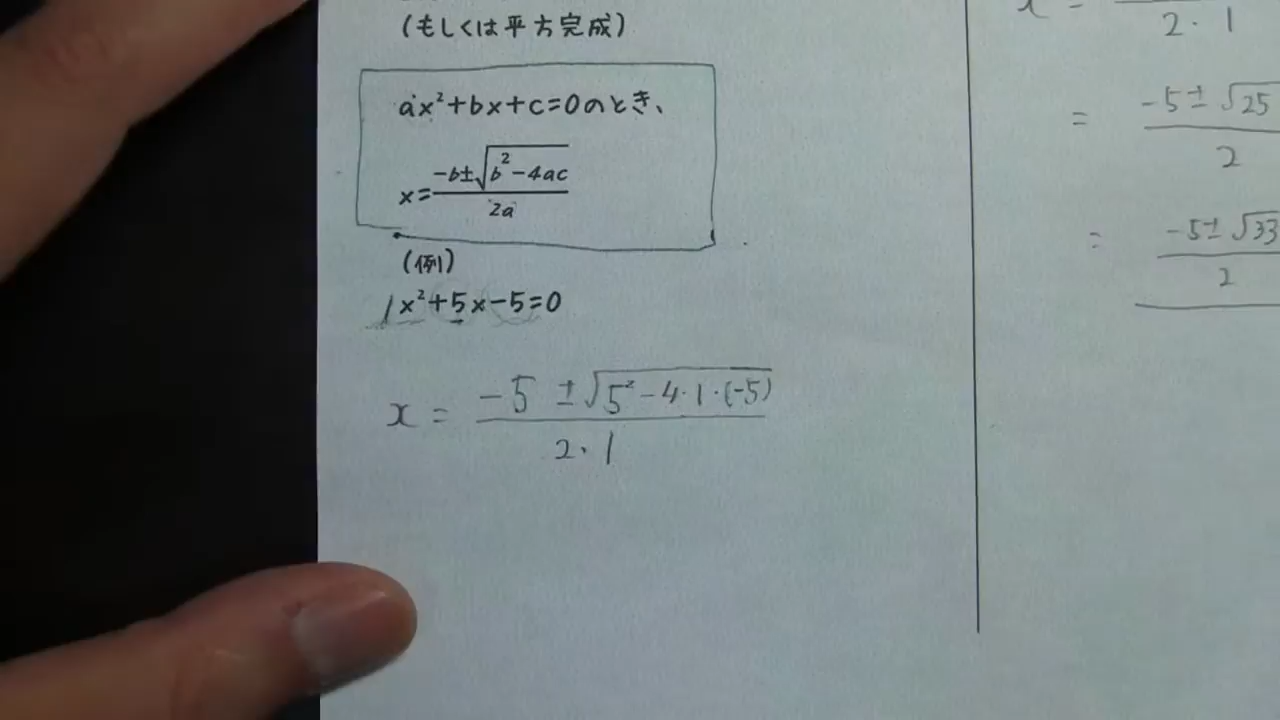 (もしくは平方完成)
ax²+bx+c=0のとき、
x=(-b±√(b²-4ac))/(2a)
(例)
1x²+5x-5=0
x = (-5 ±√(5²-4・1・(-5)))/(2・1)
x =
2・1
= (-5±√25)/2
= (-5±√33)/2